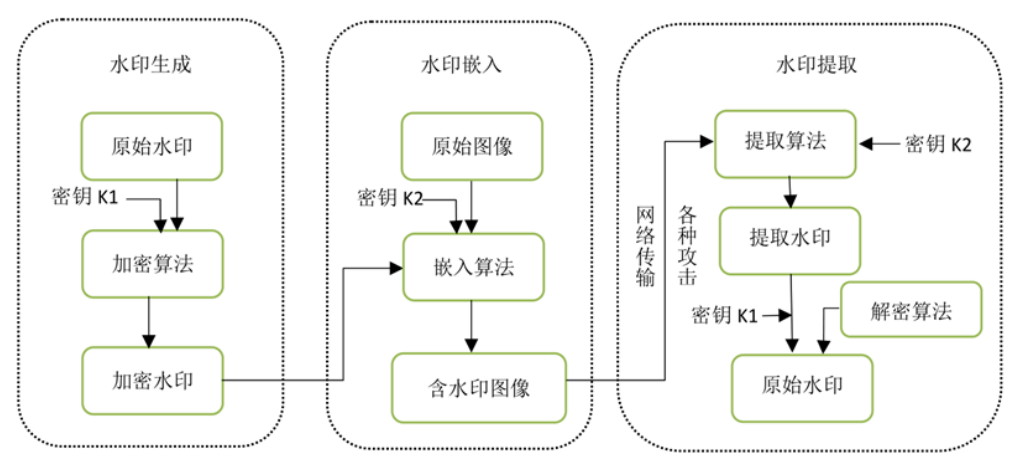 水印生成
原始水印
密钥 K1
加密算法
加密水印
水印嵌入
原始图像
密钥 K2
嵌入算法
含水印图像
网络传输
各种攻击
水印提取
提取算法
密钥 K2
提取水印
密钥 K1
解密算法
原始水印